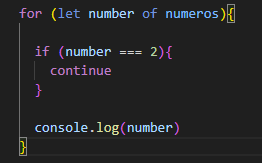 for (let number of numeros){
if (number === 2){
continue
}
console.log(number)
}